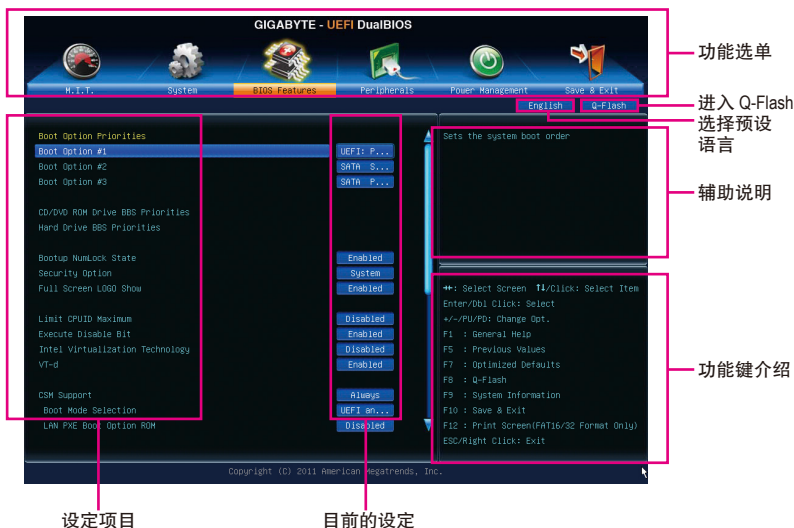 GIGABYTE - UEFI DualBIOS
M.I.T. System BIOS Features Peripherals Power Management Save & Exit
功能选单
English Q-Flash
进入 Q-Flash
选择预设
语言
Boot Option Priorities
Boot Option #1 UEFI: P...
Boot Option #2 SATA S...
Boot Option #3 SATA P...
CD/DVD ROM Drive BBS Priorities
Hard Drive BBS Priorities
Bootup NumLock State Enabled
Security Option System
Full Screen LOGO Show Enabled
Limit CPUID Maximum Disabled
Execute Disable Bit Enabled
Intel Virtualization Technology Disabled
VT-d Enabled
CSM Support Always
Boot Mode Selection UEFI an...
LAN PXE Boot Option ROM Disabled
Sets the system boot order
辅助说明
→←: Select Screen ↑↓/Click: Select Item
Enter/Dbl Click: Select
+/-/PU/PD: Change Opt.
F1 : General Help
F5 : Previous Values
F7 : Optimized Defaults
F8 : Q-Flash
F9 : System Information
F10 : Save & Exit
F12 : Print Screen(FAT16/32 Format Only)
ESC/Right Click: Exit
功能键介绍
Copyright (C) 2011 American Megatrends, Inc.
设定项目
目前的设定